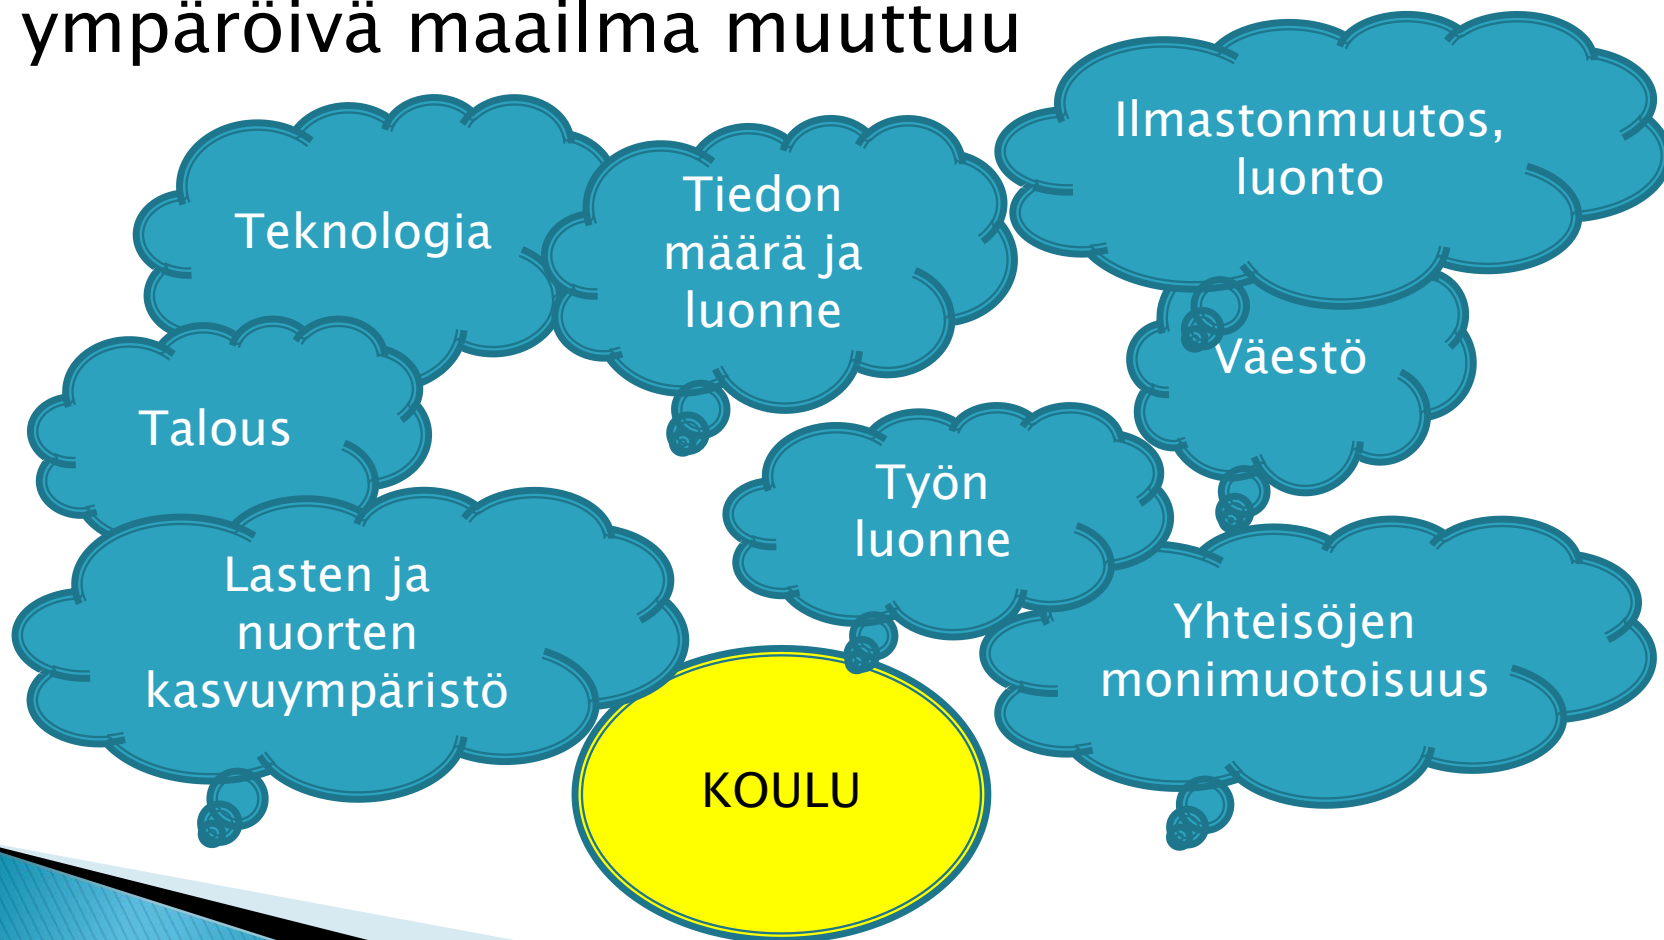 ympäröivä maailma muuttuu
Teknologia
Tiedon
määrä ja
luonne
Ilmastonmuutos,
luonto
Väestö
Talous
Työn
luonne
Lasten ja
nuorten
kasvuympäristö
Yhteisöjen
monimuotoisuus
KOULU